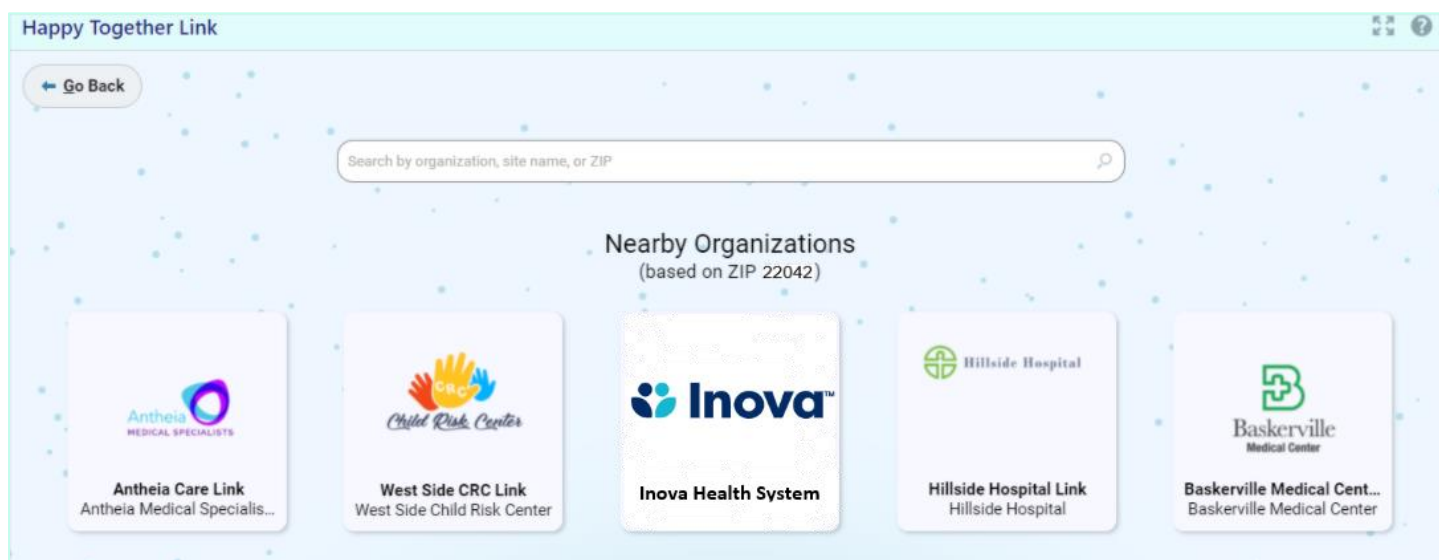 Happy Together Link
Go Back
Search by organization, site name, or ZIP
Nearby Organizations
(based on ZIP 22042)
Antheia
MEDICAL SPECIALISTS
Antheia Care Link
Antheia Medical Specialis...
CRC
Child Risk Center
West Side CRC Link
West Side Child Risk Center
Inova™
Inova Health System
Hillside Hospital
Hillside Hospital Link
Hillside Hospital
B
Baskerville
Medical Center
Baskerville Medical Cent...
Baskerville Medical Center